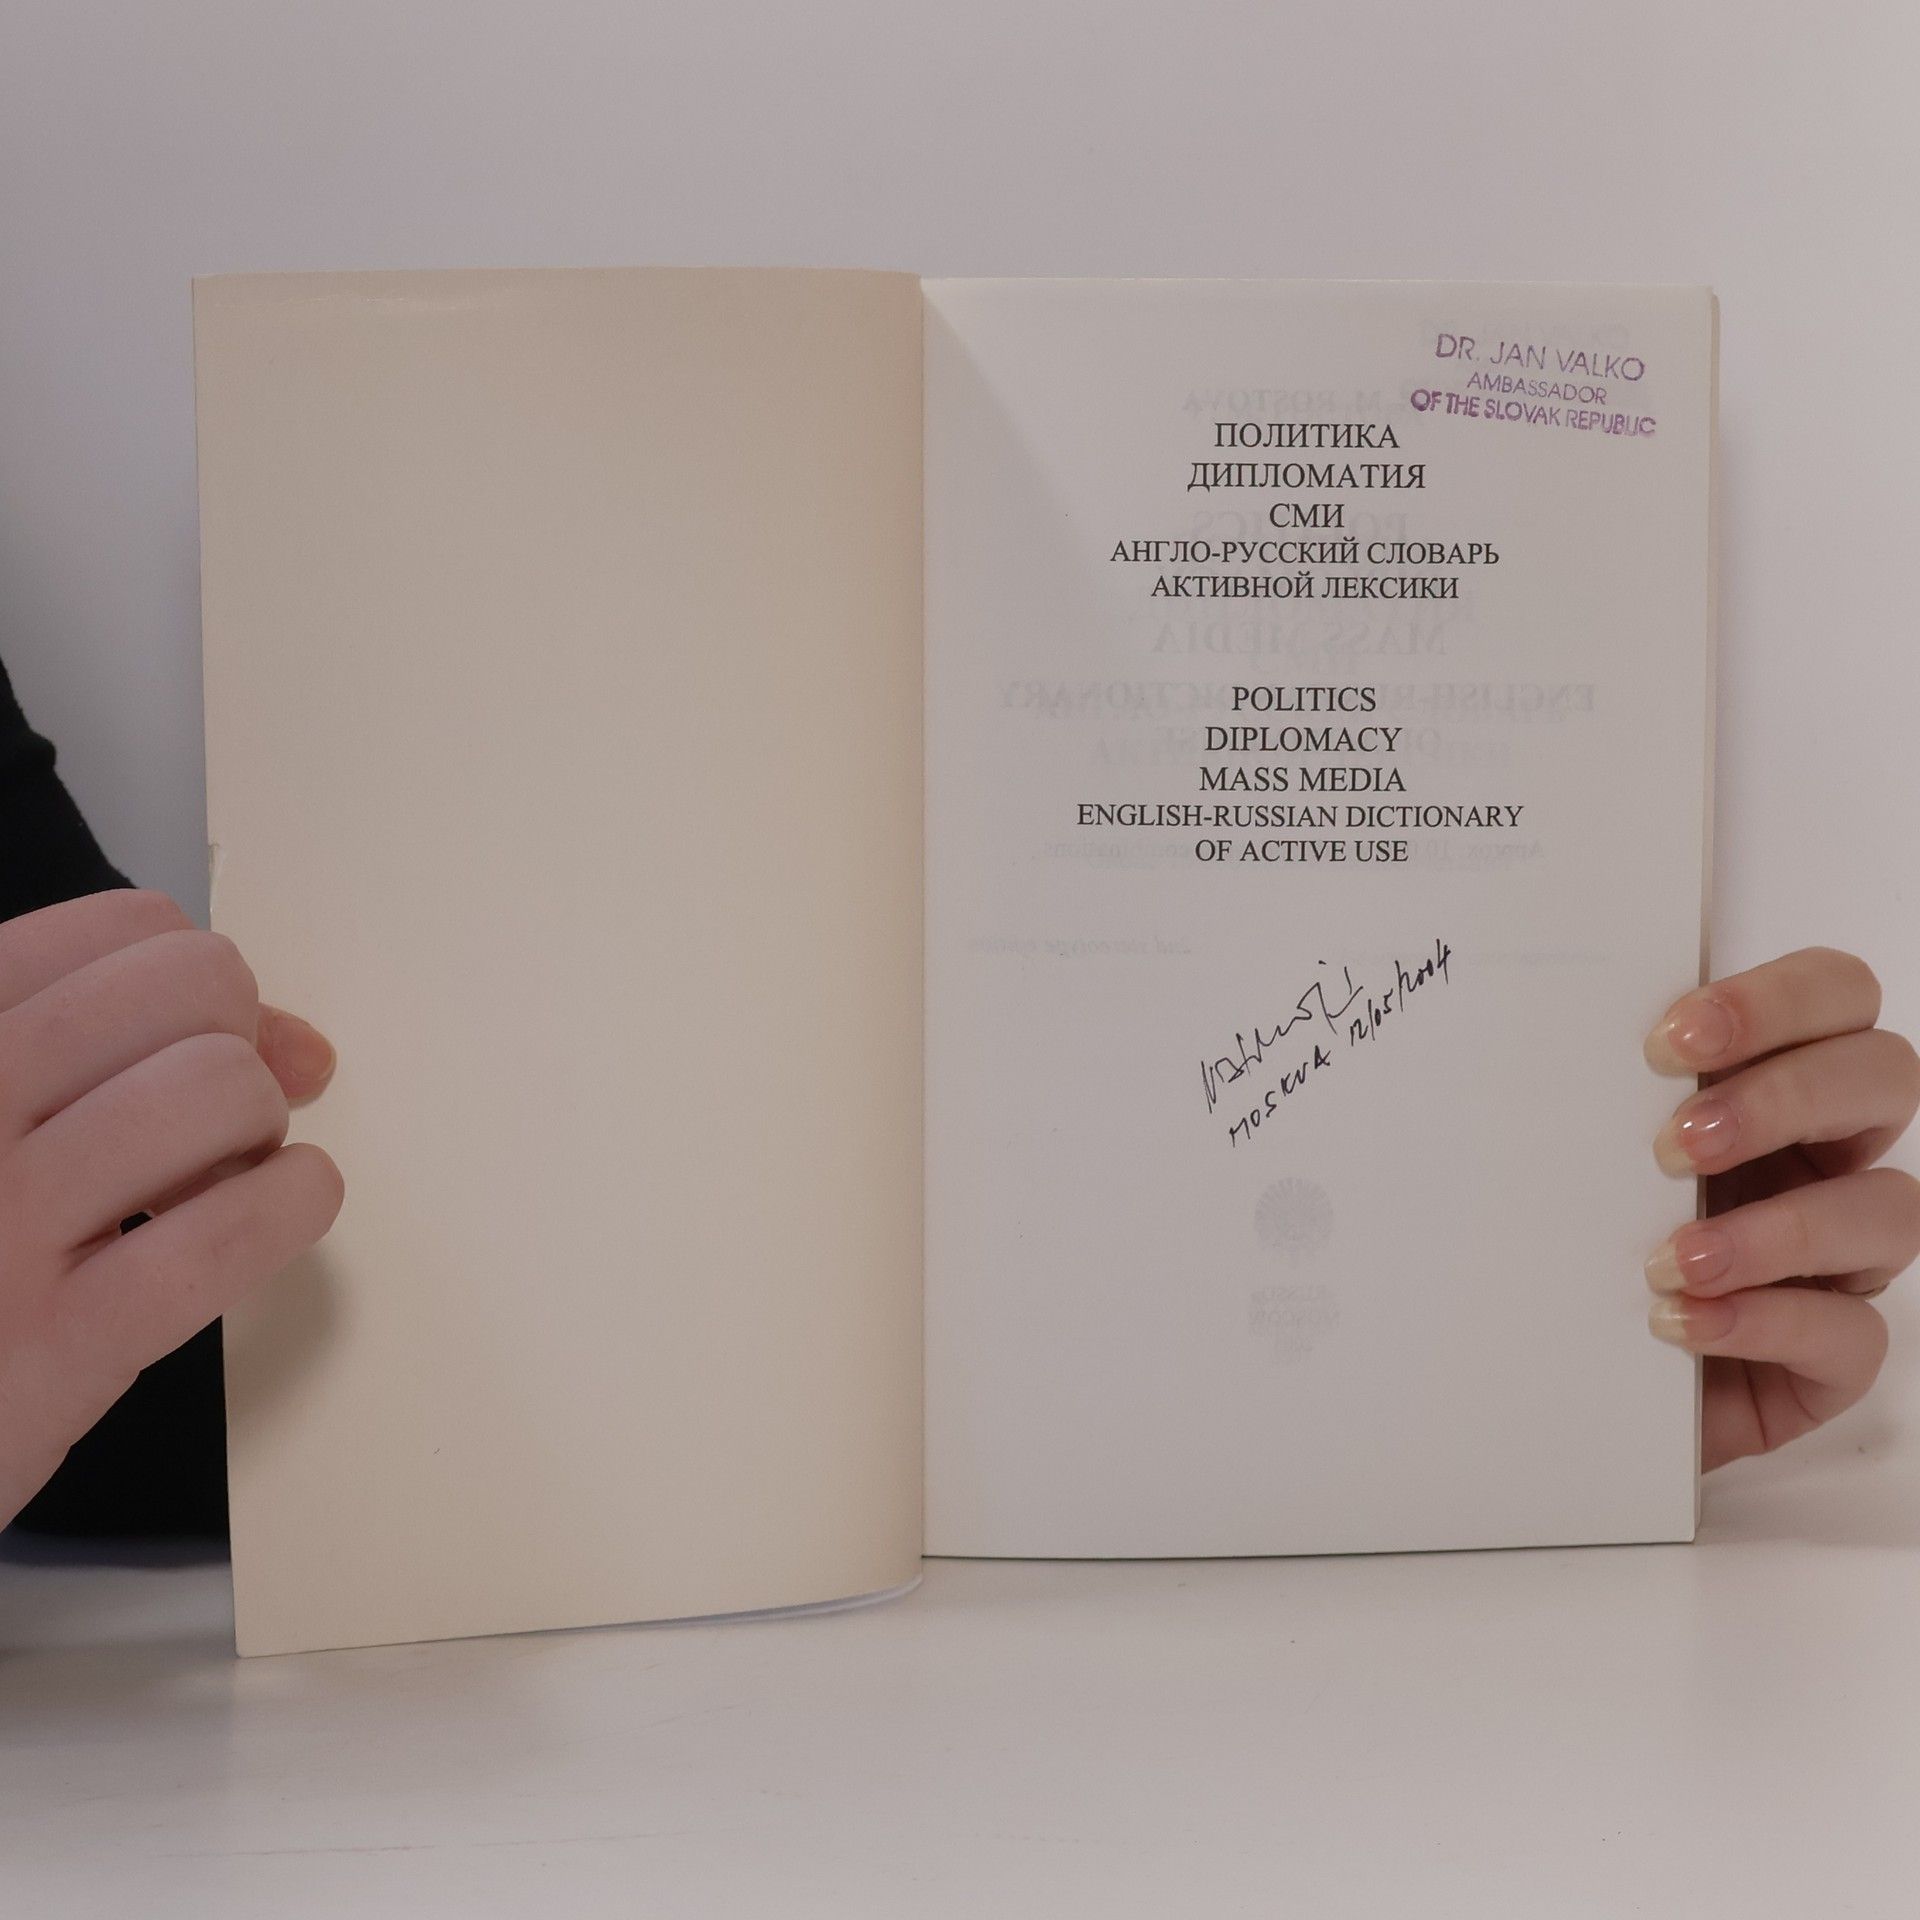 DR. JAN VALKO
AMBASSADOR
OF THE SLOVAK REPUBLIC
ПОЛИТИКА
ДИПЛОМАТИЯ
СМИ
АНГЛО-РУССКИЙ СЛОВАРЬ
АКТИВНОЙ ЛЕКСИКИ
POLITICS
DIPLOMACY
MASS MEDIA
ENGLISH-RUSSIAN DICTIONARY
OF ACTIVE USE
MOSKVA 12/05/2004